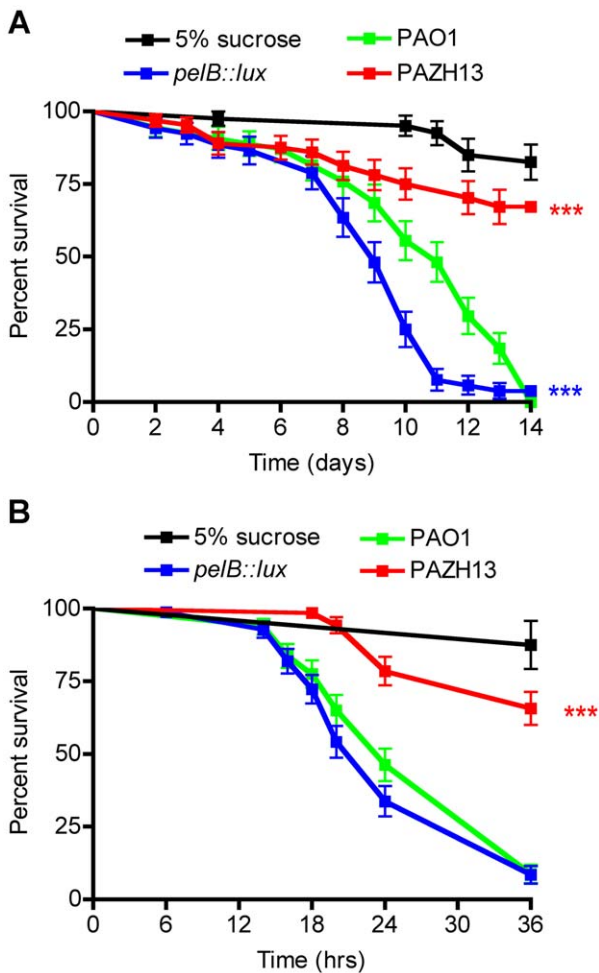 A
5% sucrose PAO1
pelB::lux PAZH13
Percent survival
100
75
50
25
0
***
***
0 2 4 6 8 10 12 14
Time (days)
B
5% sucrose PAO1
pelB::lux PAZH13
Percent survival
100
75
50
25
0
***
0 6 12 18 24 30 36
Time (hrs)